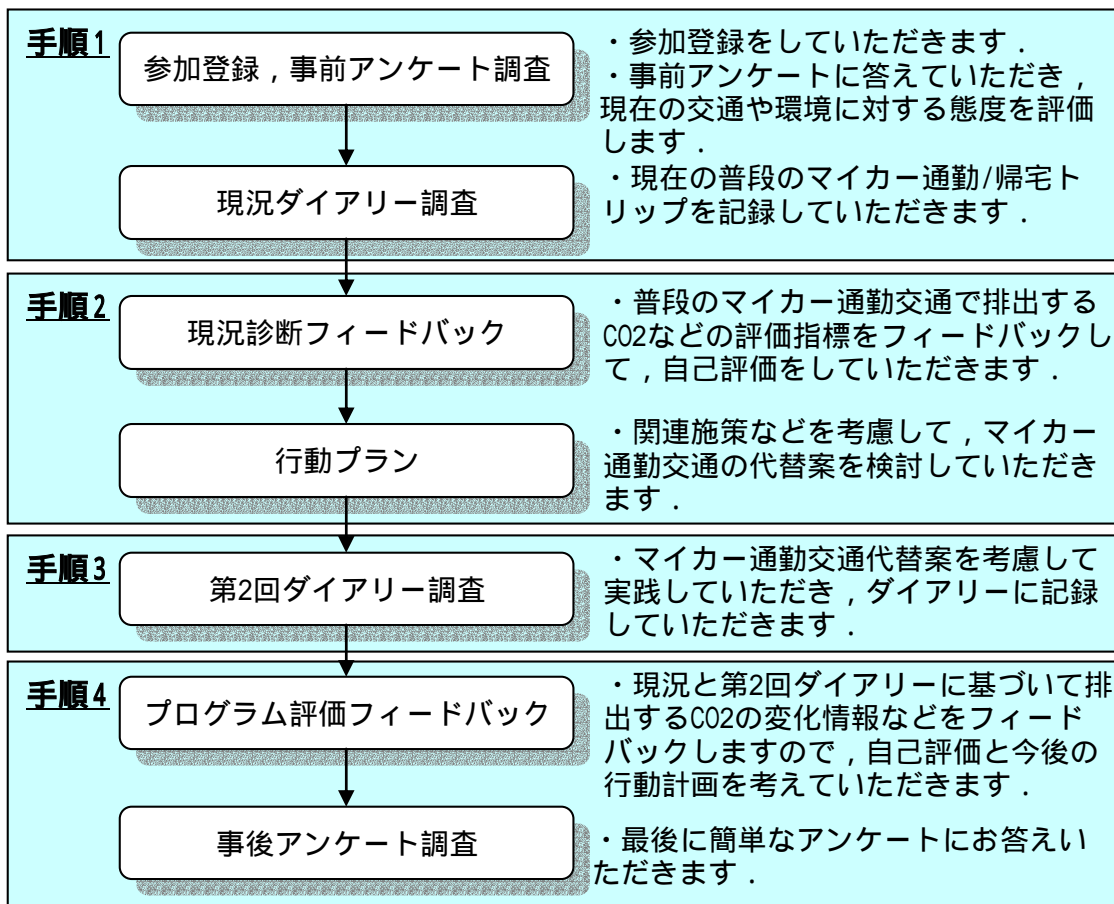 手順1
参加登録，事前アンケート調査
・参加登録をしていただきます．
・事前アンケートに答えていただき，
現在の交通や環境に対する態度を評価
します．
現況ダイアリー調査
・現在の普段のマイカー通勤/帰宅ト
リップを記録していただきます．
手順2
現況診断フィードバック
・普段のマイカー通勤交通で排出する
CO2などの評価指標をフィードバックし
て，自己評価をしていただきます．
行動プラン
・関連施策などを考慮して，マイカー
通勤交通の代替案を検討していただき
ます．
手順3
第2回ダイアリー調査
・マイカー通勤交通代替案を考慮して
実践していただき，ダイアリーに記録
していただきます．
手順4
プログラム評価フィードバック
・現況と第2回ダイアリーに基づいて排
出するCO2の変化情報などをフィード
バックしますので，自己評価と今後の
行動計画を考えていただきます．
事後アンケート調査
・最後に簡単なアンケートにお答えい
ただきます．